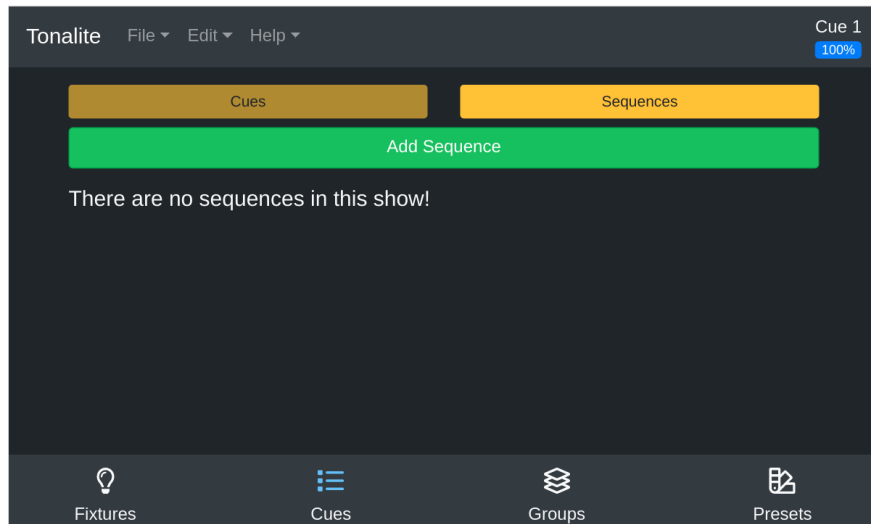 Tonalite File Edit Help Cue 1
100%
Cues Sequences
Add Sequence
There are no sequences in this show!
Fixtures Cues Groups Presets